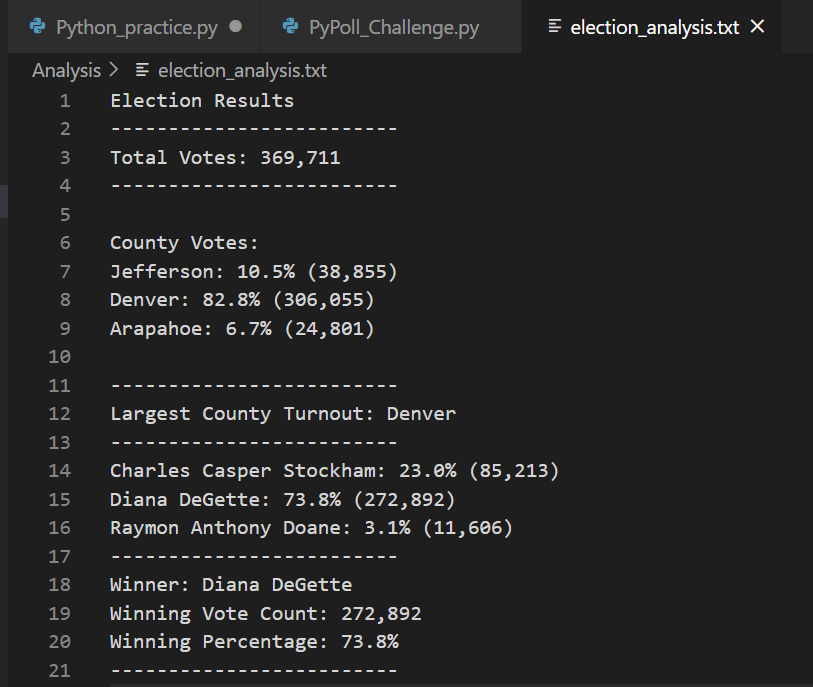 Python_practice.py PyPoll_Challenge.py election_analysis.txt
Analysis election_analysis.txt
1 Election Results
2 -------------------------
3 Total Votes: 369,711
4 -------------------------
5
6 County Votes:
7 Jefferson: 10.5% (38,855)
8 Denver: 82.8% (306,055)
9 Arapahoe: 6.7% (24,801)
10
11 -------------------------
12 Largest County Turnout: Denver
13 -------------------------
14 Charles Casper Stockham: 23.0% (85,213)
15 Diana DeGette: 73.8% (272,892)
16 Raymon Anthony Doane: 3.1% (11,606)
17 -------------------------
18 Winner: Diana DeGette
19 Winning Vote Count: 272,892
20 Winning Percentage: 73.8%
21 -------------------------